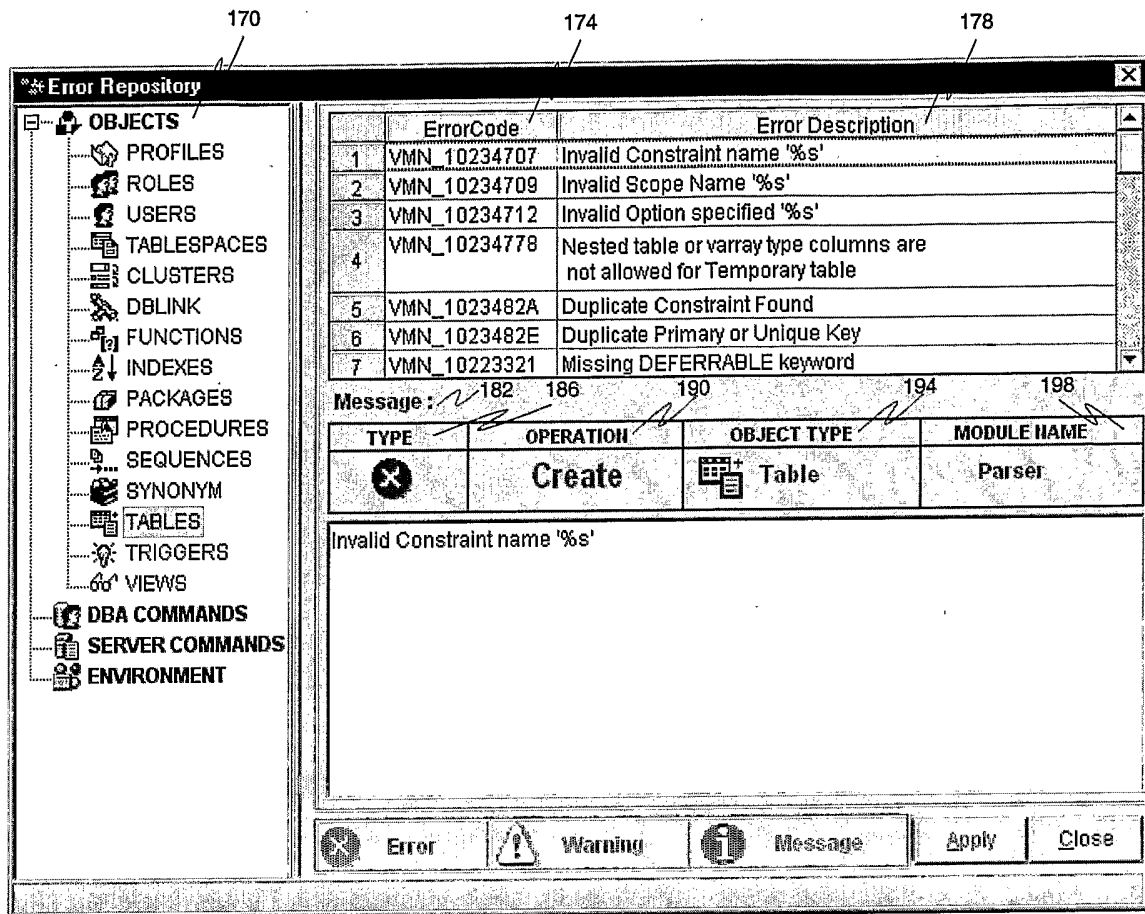 170 174 178
Error Repository
OBJECTS
PROFILES
ROLES
USERS
TABLESPACES
CLUSTERS
DBLINK
FUNCTIONS
INDEXES
PACKAGES
PROCEDURES
SEQUENCES
SYNONYM
TABLES
TRIGGERS
VIEWS
DBA COMMANDS
SERVER COMMANDS
ENVIRONMENT
ErrorCode Error Description
1 VMN_10234707 Invalid Constraint name '%s'
2 VMN_10234709 Invalid Scope Name '%s'
3 VMN_10234712 Invalid Option specified '%s'
4 VMN_10234778 Nested table or varray type columns are
not allowed for Temporary table
5 VMN_1023482A Duplicate Constraint Found
6 VMN_1023482E Duplicate Primary or Unique Key
7 VMN_10223321 Missing DEFERRABLE keyword
Message : 182 186 190 194 198
TYPE OPERATION OBJECT TYPE MODULE NAME
Create Table Parser
Invalid Constraint name '%s'
Error Warning Message Apply Close